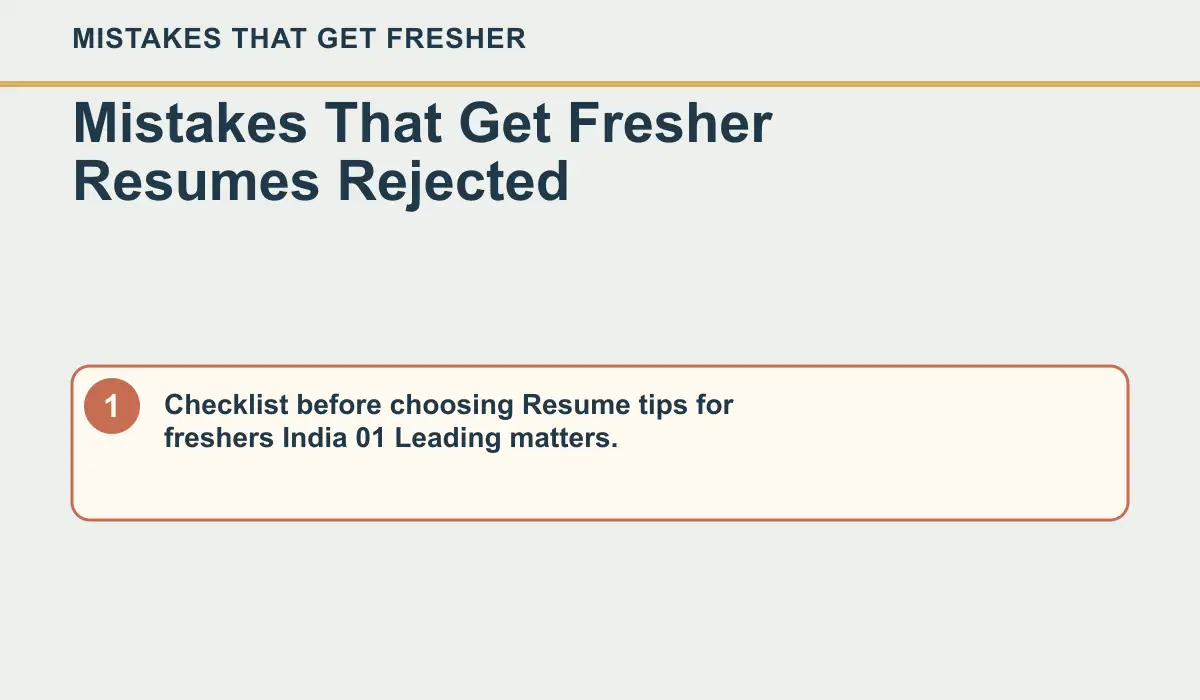 MISTAKES THAT GET FRESHER
Mistakes That Get Fresher
Resumes Rejected
1
Checklist before choosing Resume tips for
freshers India 01 Leading matters.